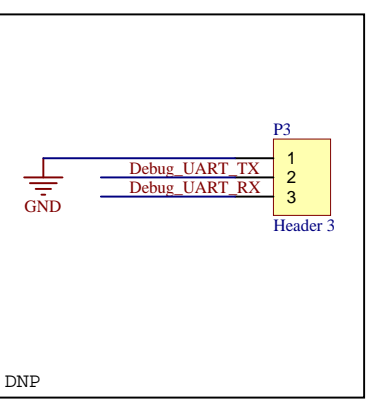 P3
1
Debug_UART_TX 2
Debug_UART_RX 3
GND
Header 3
DNP